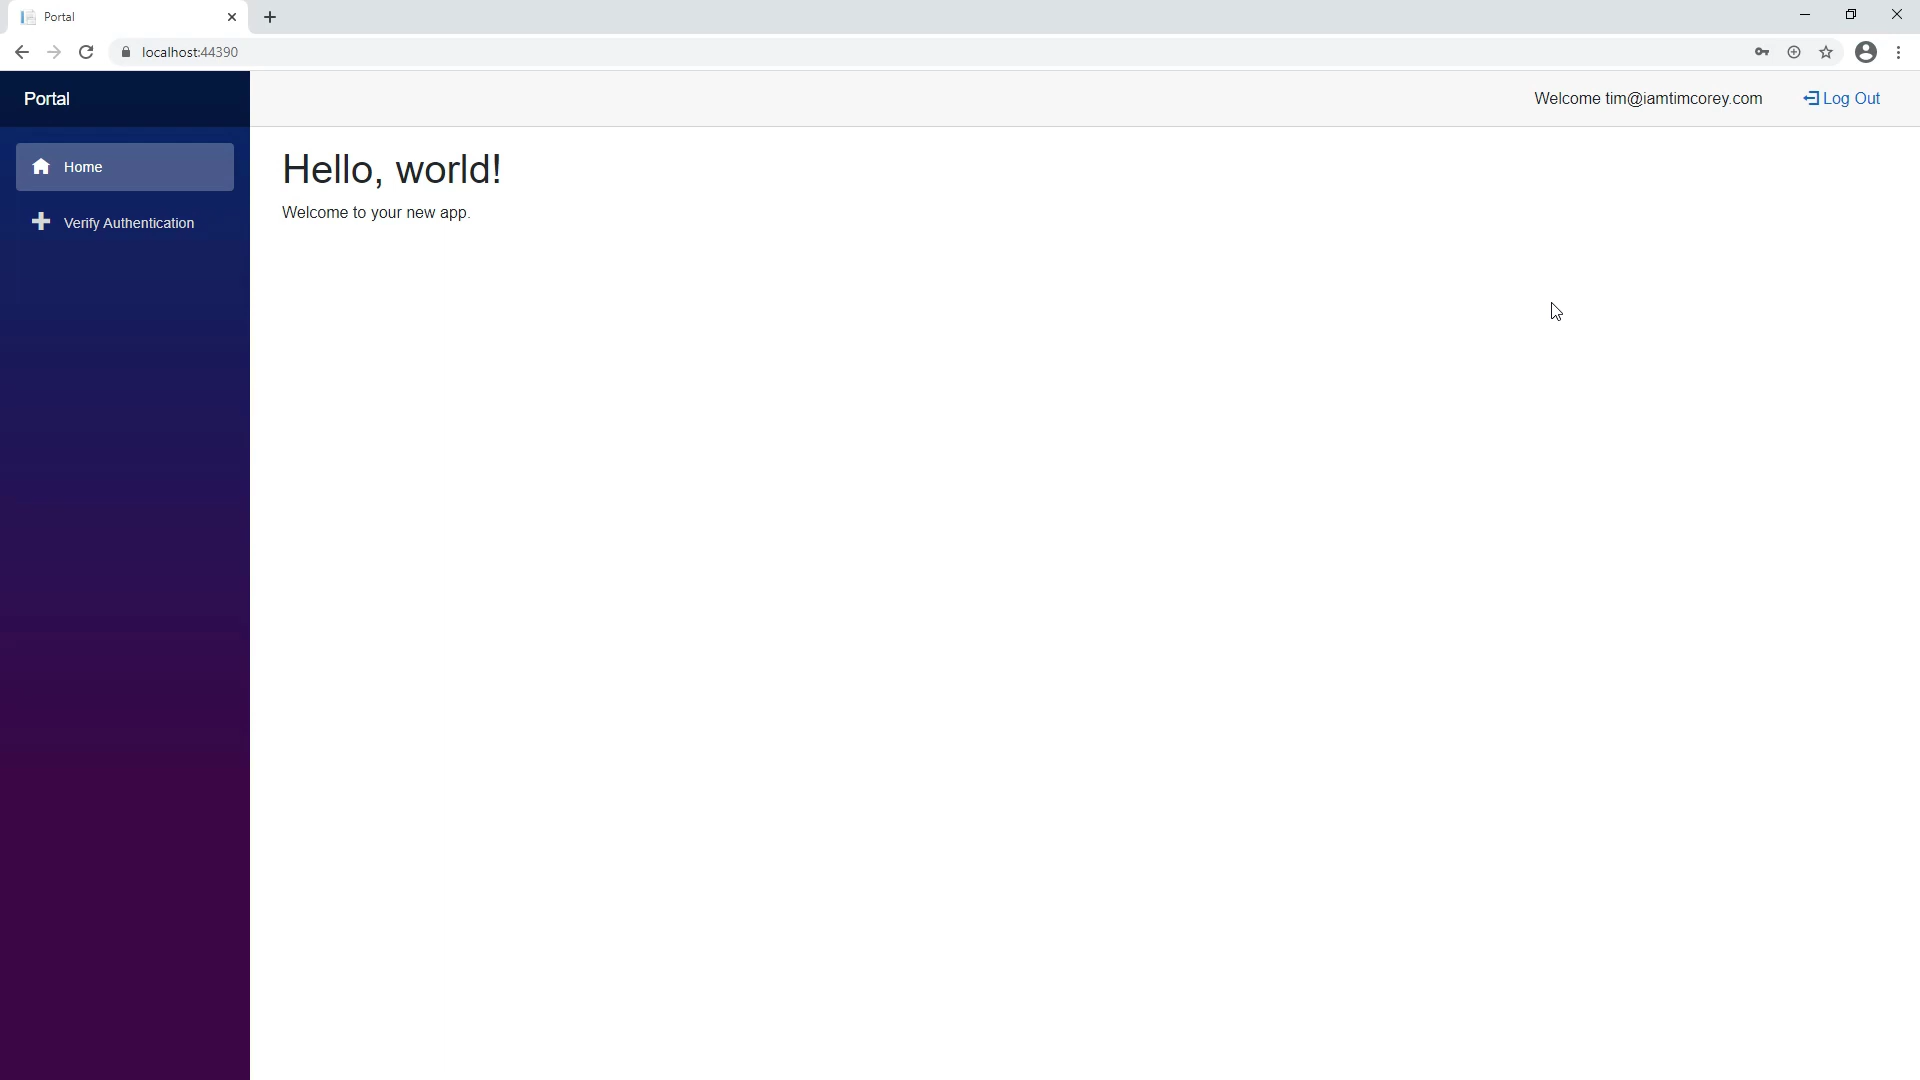 Portal
localhost:44390
Portal
Welcome tim@iamtimcorey.com
Log Out
Home
Verify Authentication
Hello, world!
Welcome to your new app.